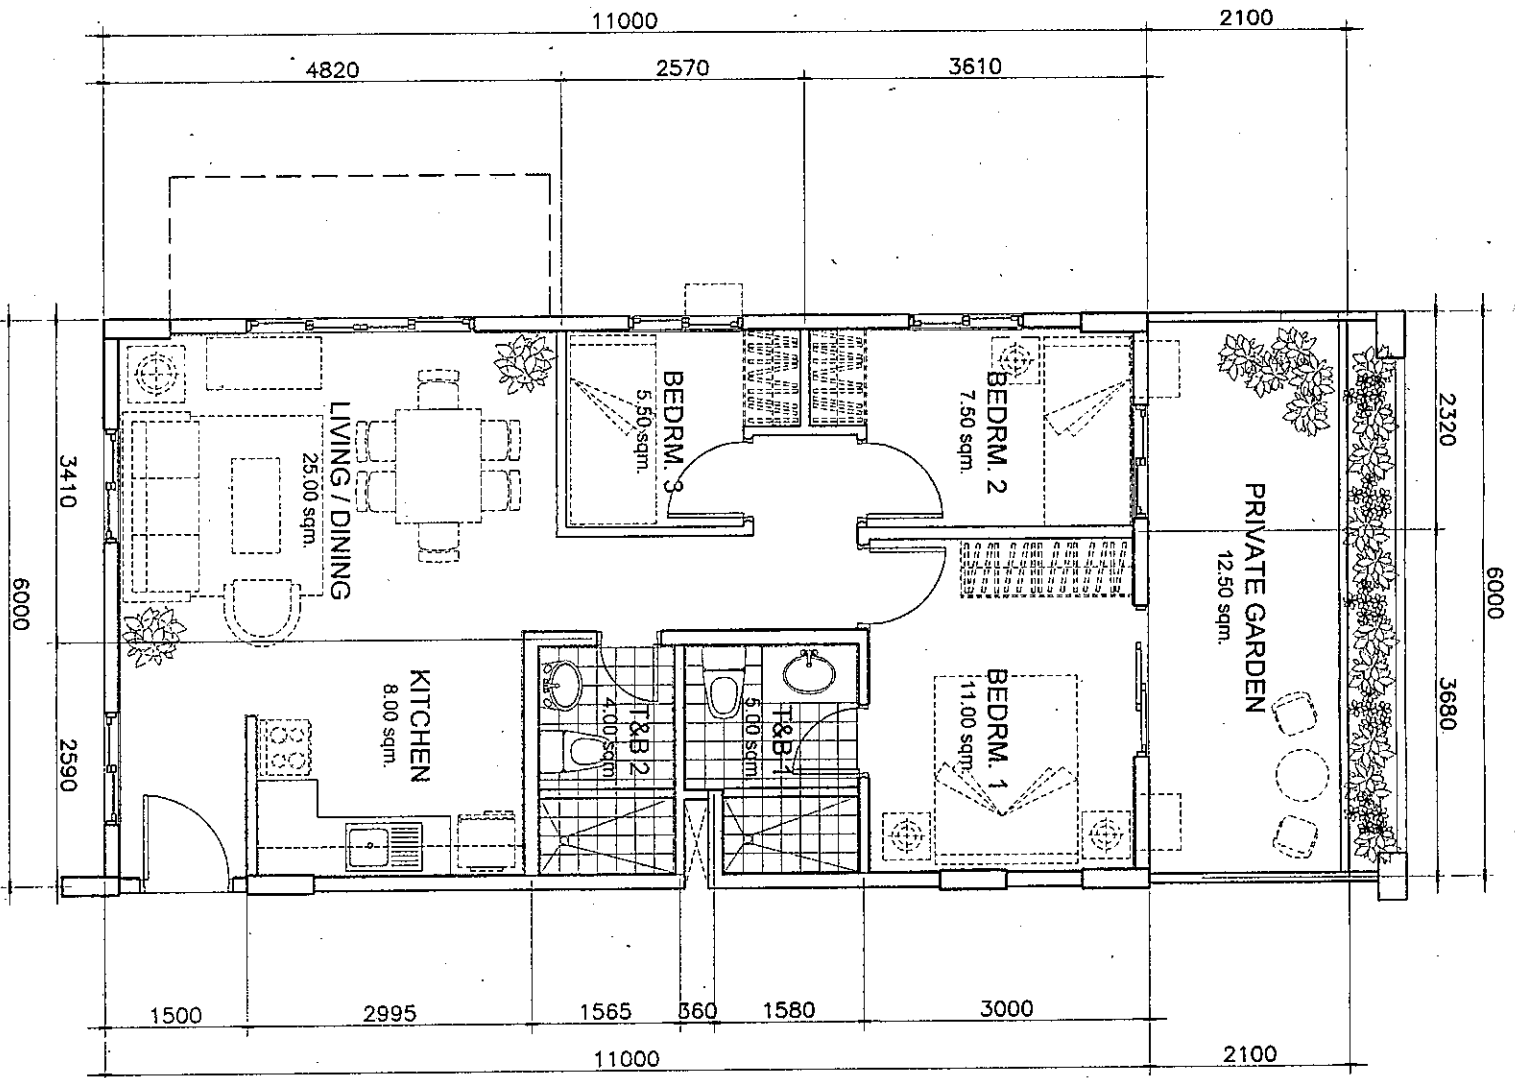 11000
2100
4820
2570
3610
LIVING / DINING
25.00 sqm.
BEDRM. 3
5.50 sqm.
BEDRM. 2
7.50 sqm.
PRIVATE GARDEN
12.50 sqm.
KITCHEN
8.00 sqm.
T&B 2
4.00 sqm.
T&B 1
5.00 sqm.
BEDRM. 1
11.00 sqm.
3410
2590
6000
2320
3680
6000
1500
2995
1565
360
1580
3000
11000
2100